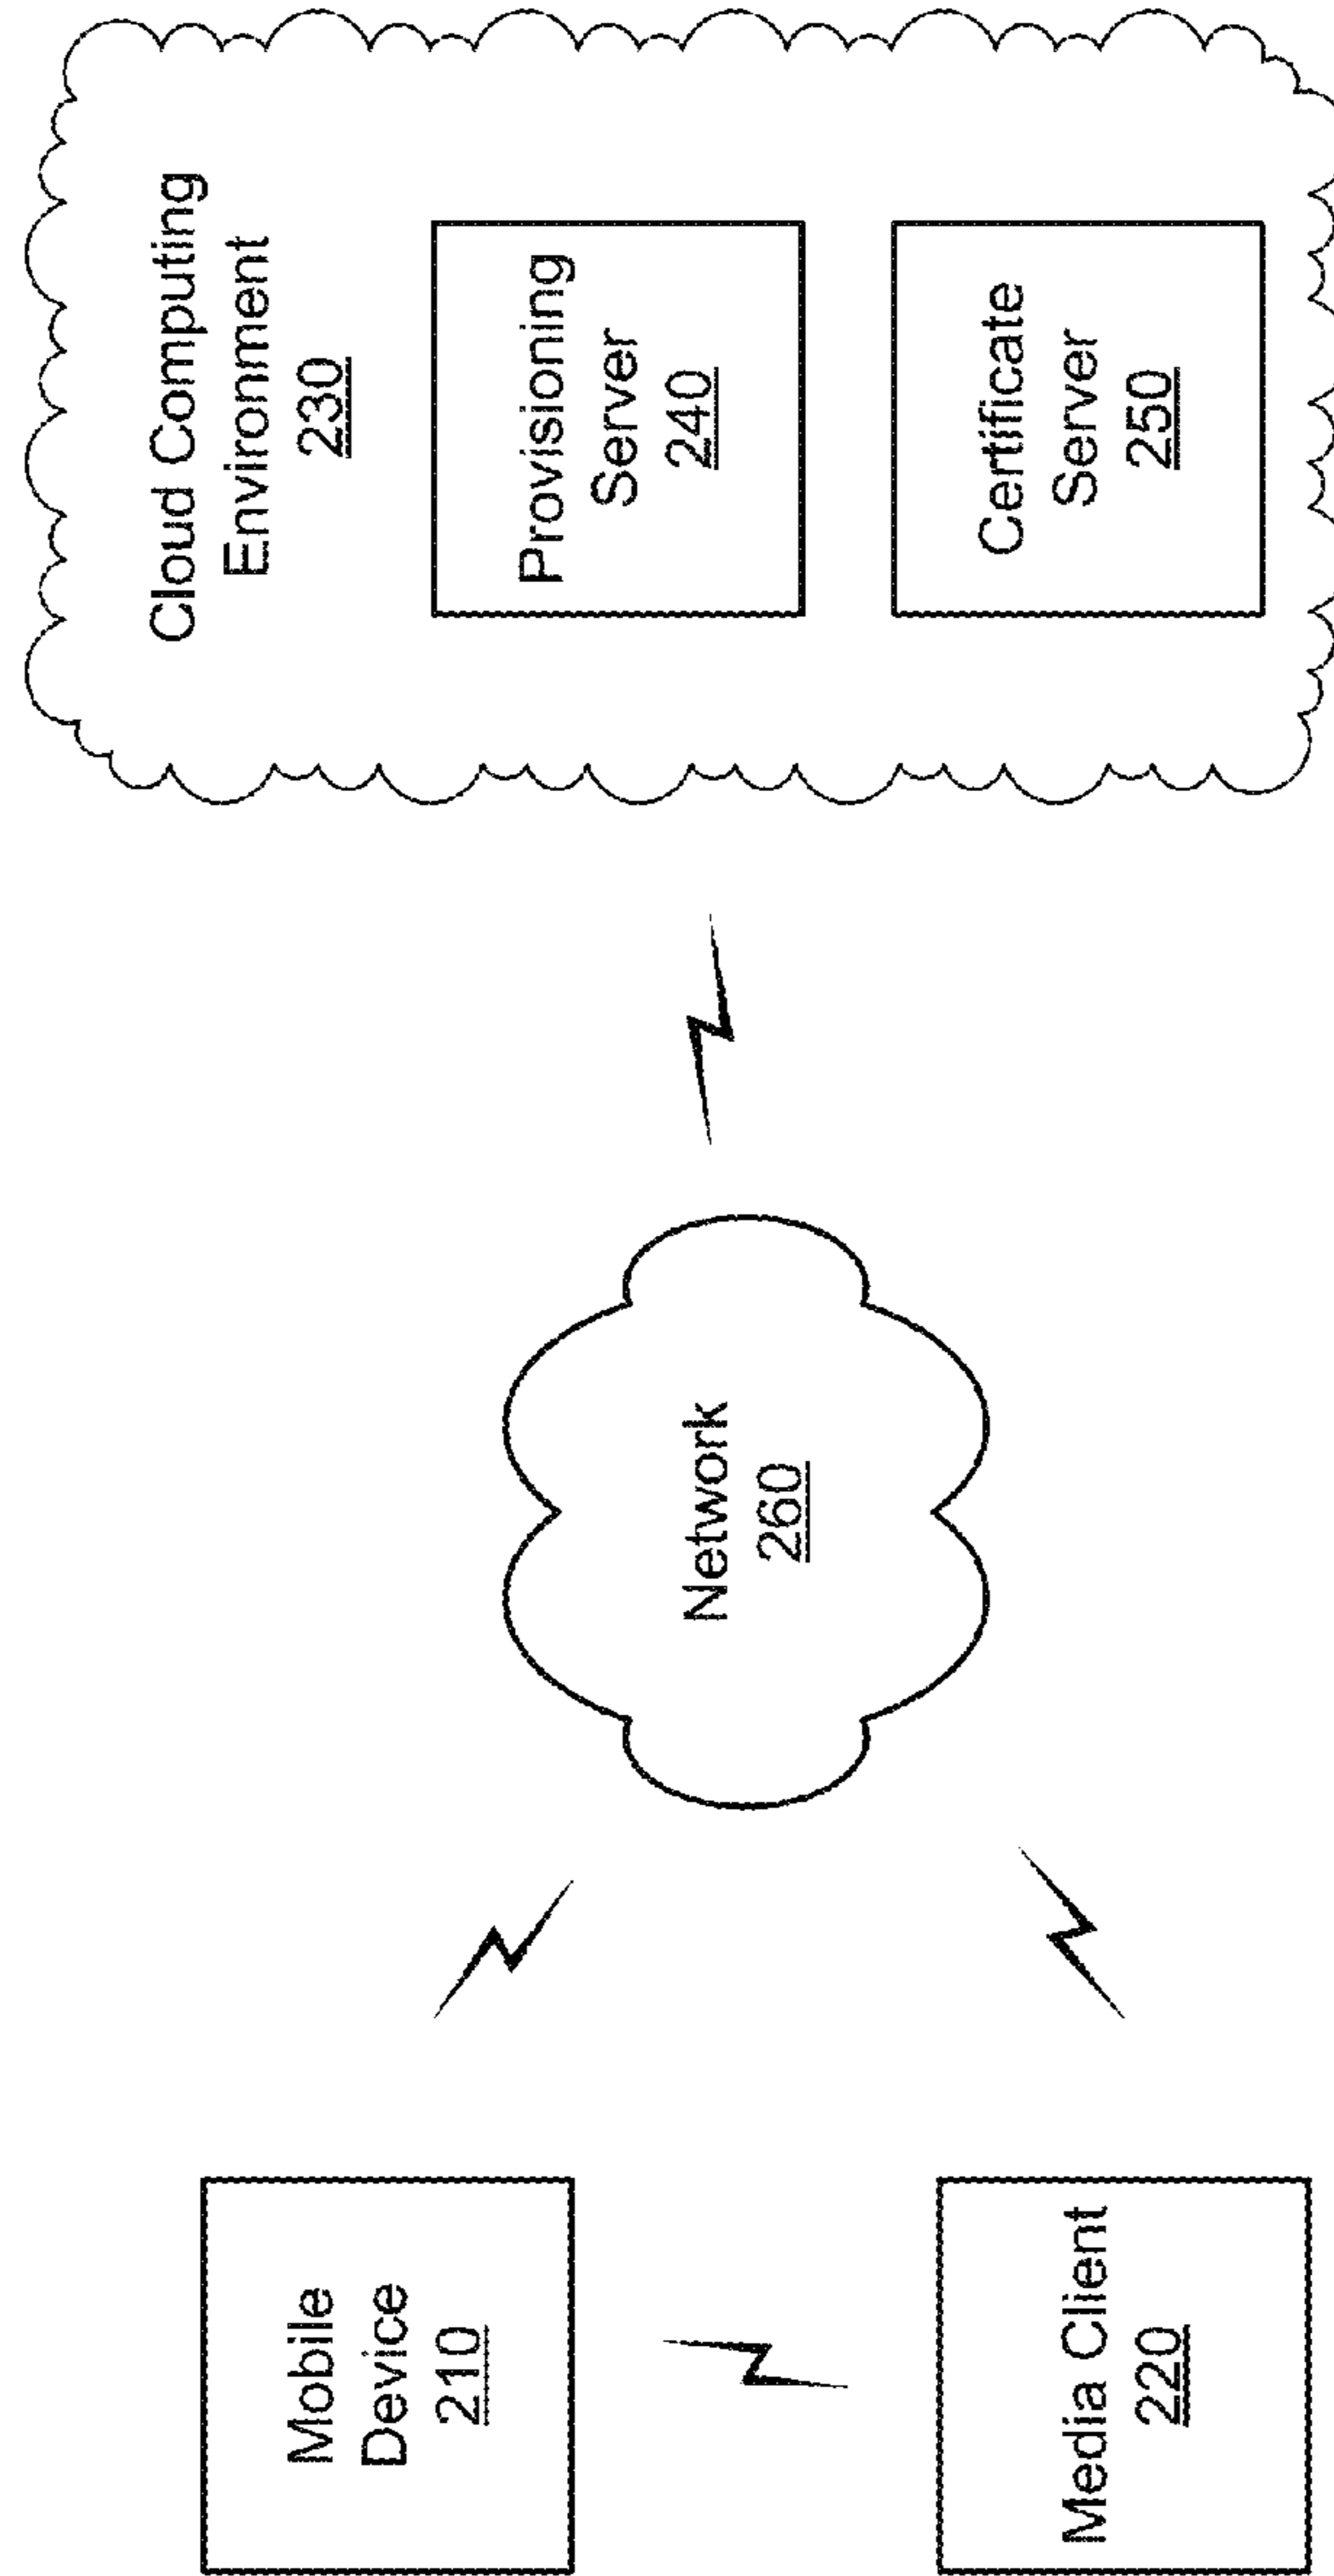 Cloud Computing
Environment
230
Provisioning
Server
240
Certificate
Server
250
Network
260
Mobile
Device
210
Media Client
220